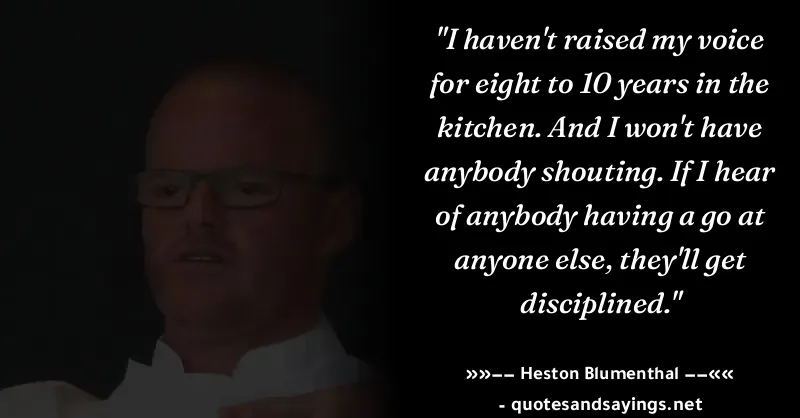 "I haven't raised my voice
for eight to 10 years in the
kitchen. And I won't have
anybody shouting. If I hear
of anybody having a go at
anyone else, they'll get
disciplined."
»»−− Heston Blumenthal −−««
- quotesandsayings.net